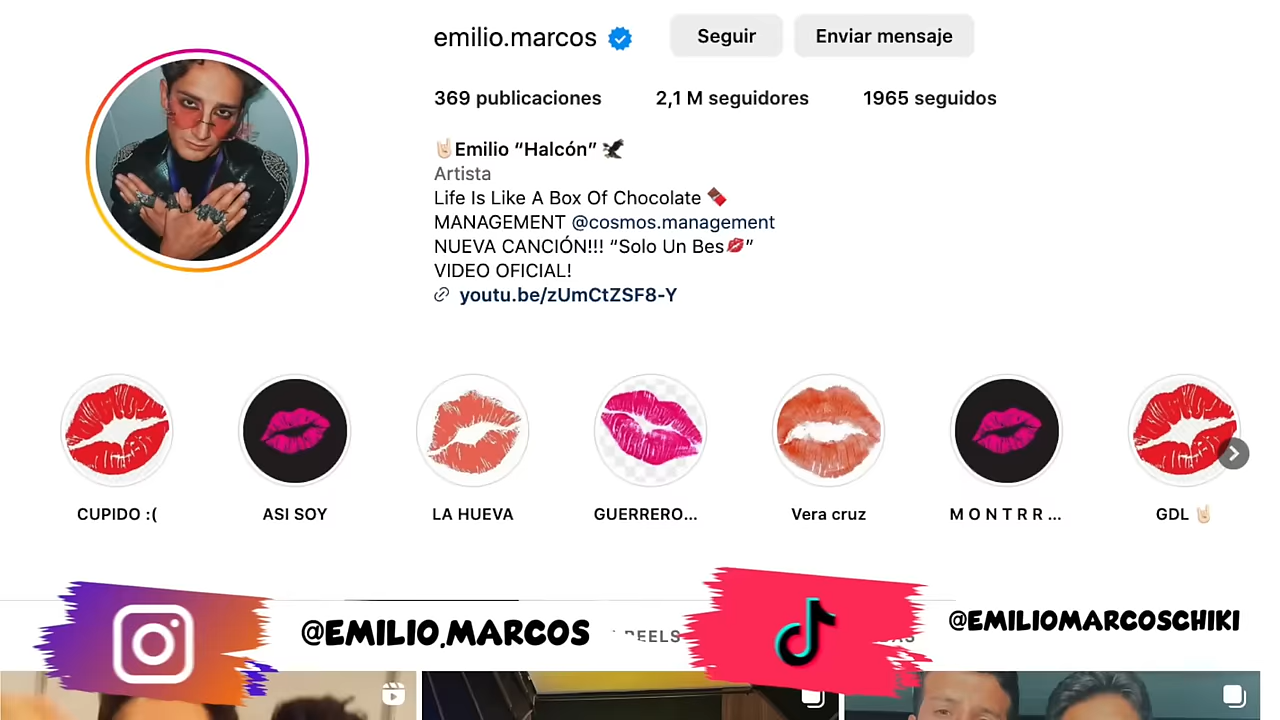 emilio.marcos
Seguir
Enviar mensaje
369 publicaciones
2,1 M seguidores
1965 seguidos
🤘🏻Emilio “Halcón”
Artista
Life Is Like A Box Of Chocolate 🍫
MANAGEMENT @cosmos.management
NUEVA CANCIÓN!!! “Solo Un Bes💋”
VIDEO OFICIAL!
youtu.be/zUmCtZSF8-Y
CUPIDO :(
ASI SOY
LA HUEVA
GUERRERO...
Vera cruz
M O N T R R ...
GDL 🤘🏻
@EMILIO.MARCOS
REELS
@EMILIOMARCOSCHIKI